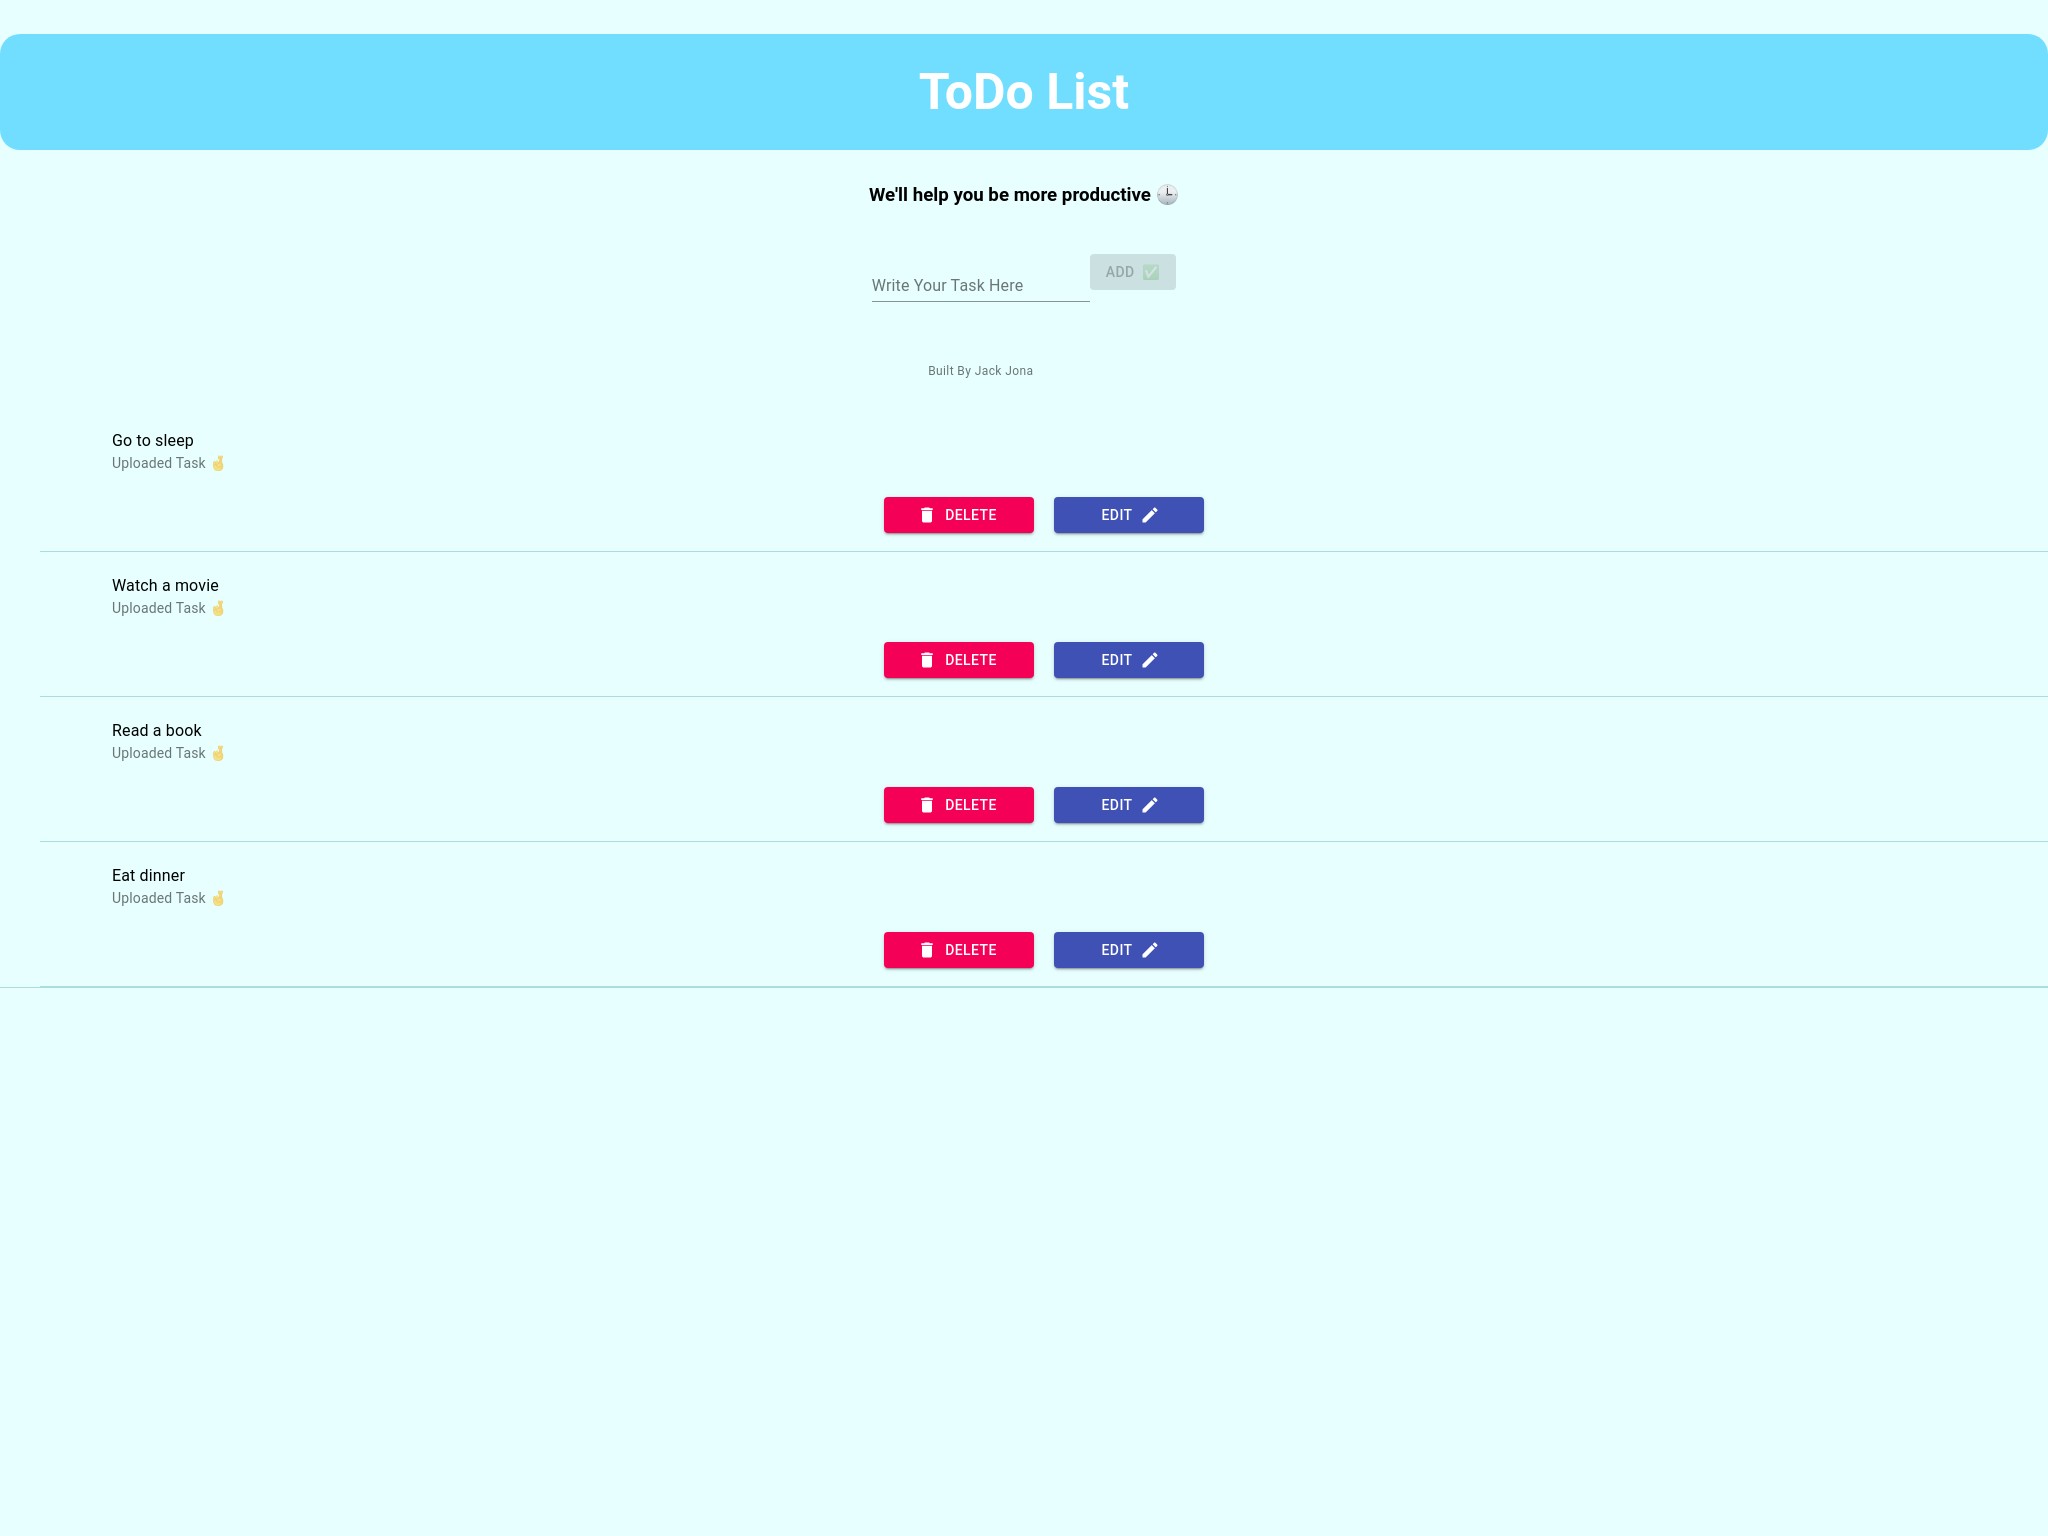 ToDo List
We'll help you be more productive 🕒
Write Your Task Here
ADD ✅
Built By Jack Jona
Go to sleep
Uploaded Task 🤞
DELETE EDIT
Watch a movie
Uploaded Task 🤞
DELETE EDIT
Read a book
Uploaded Task 🤞
DELETE EDIT
Eat dinner
Uploaded Task 🤞
DELETE EDIT